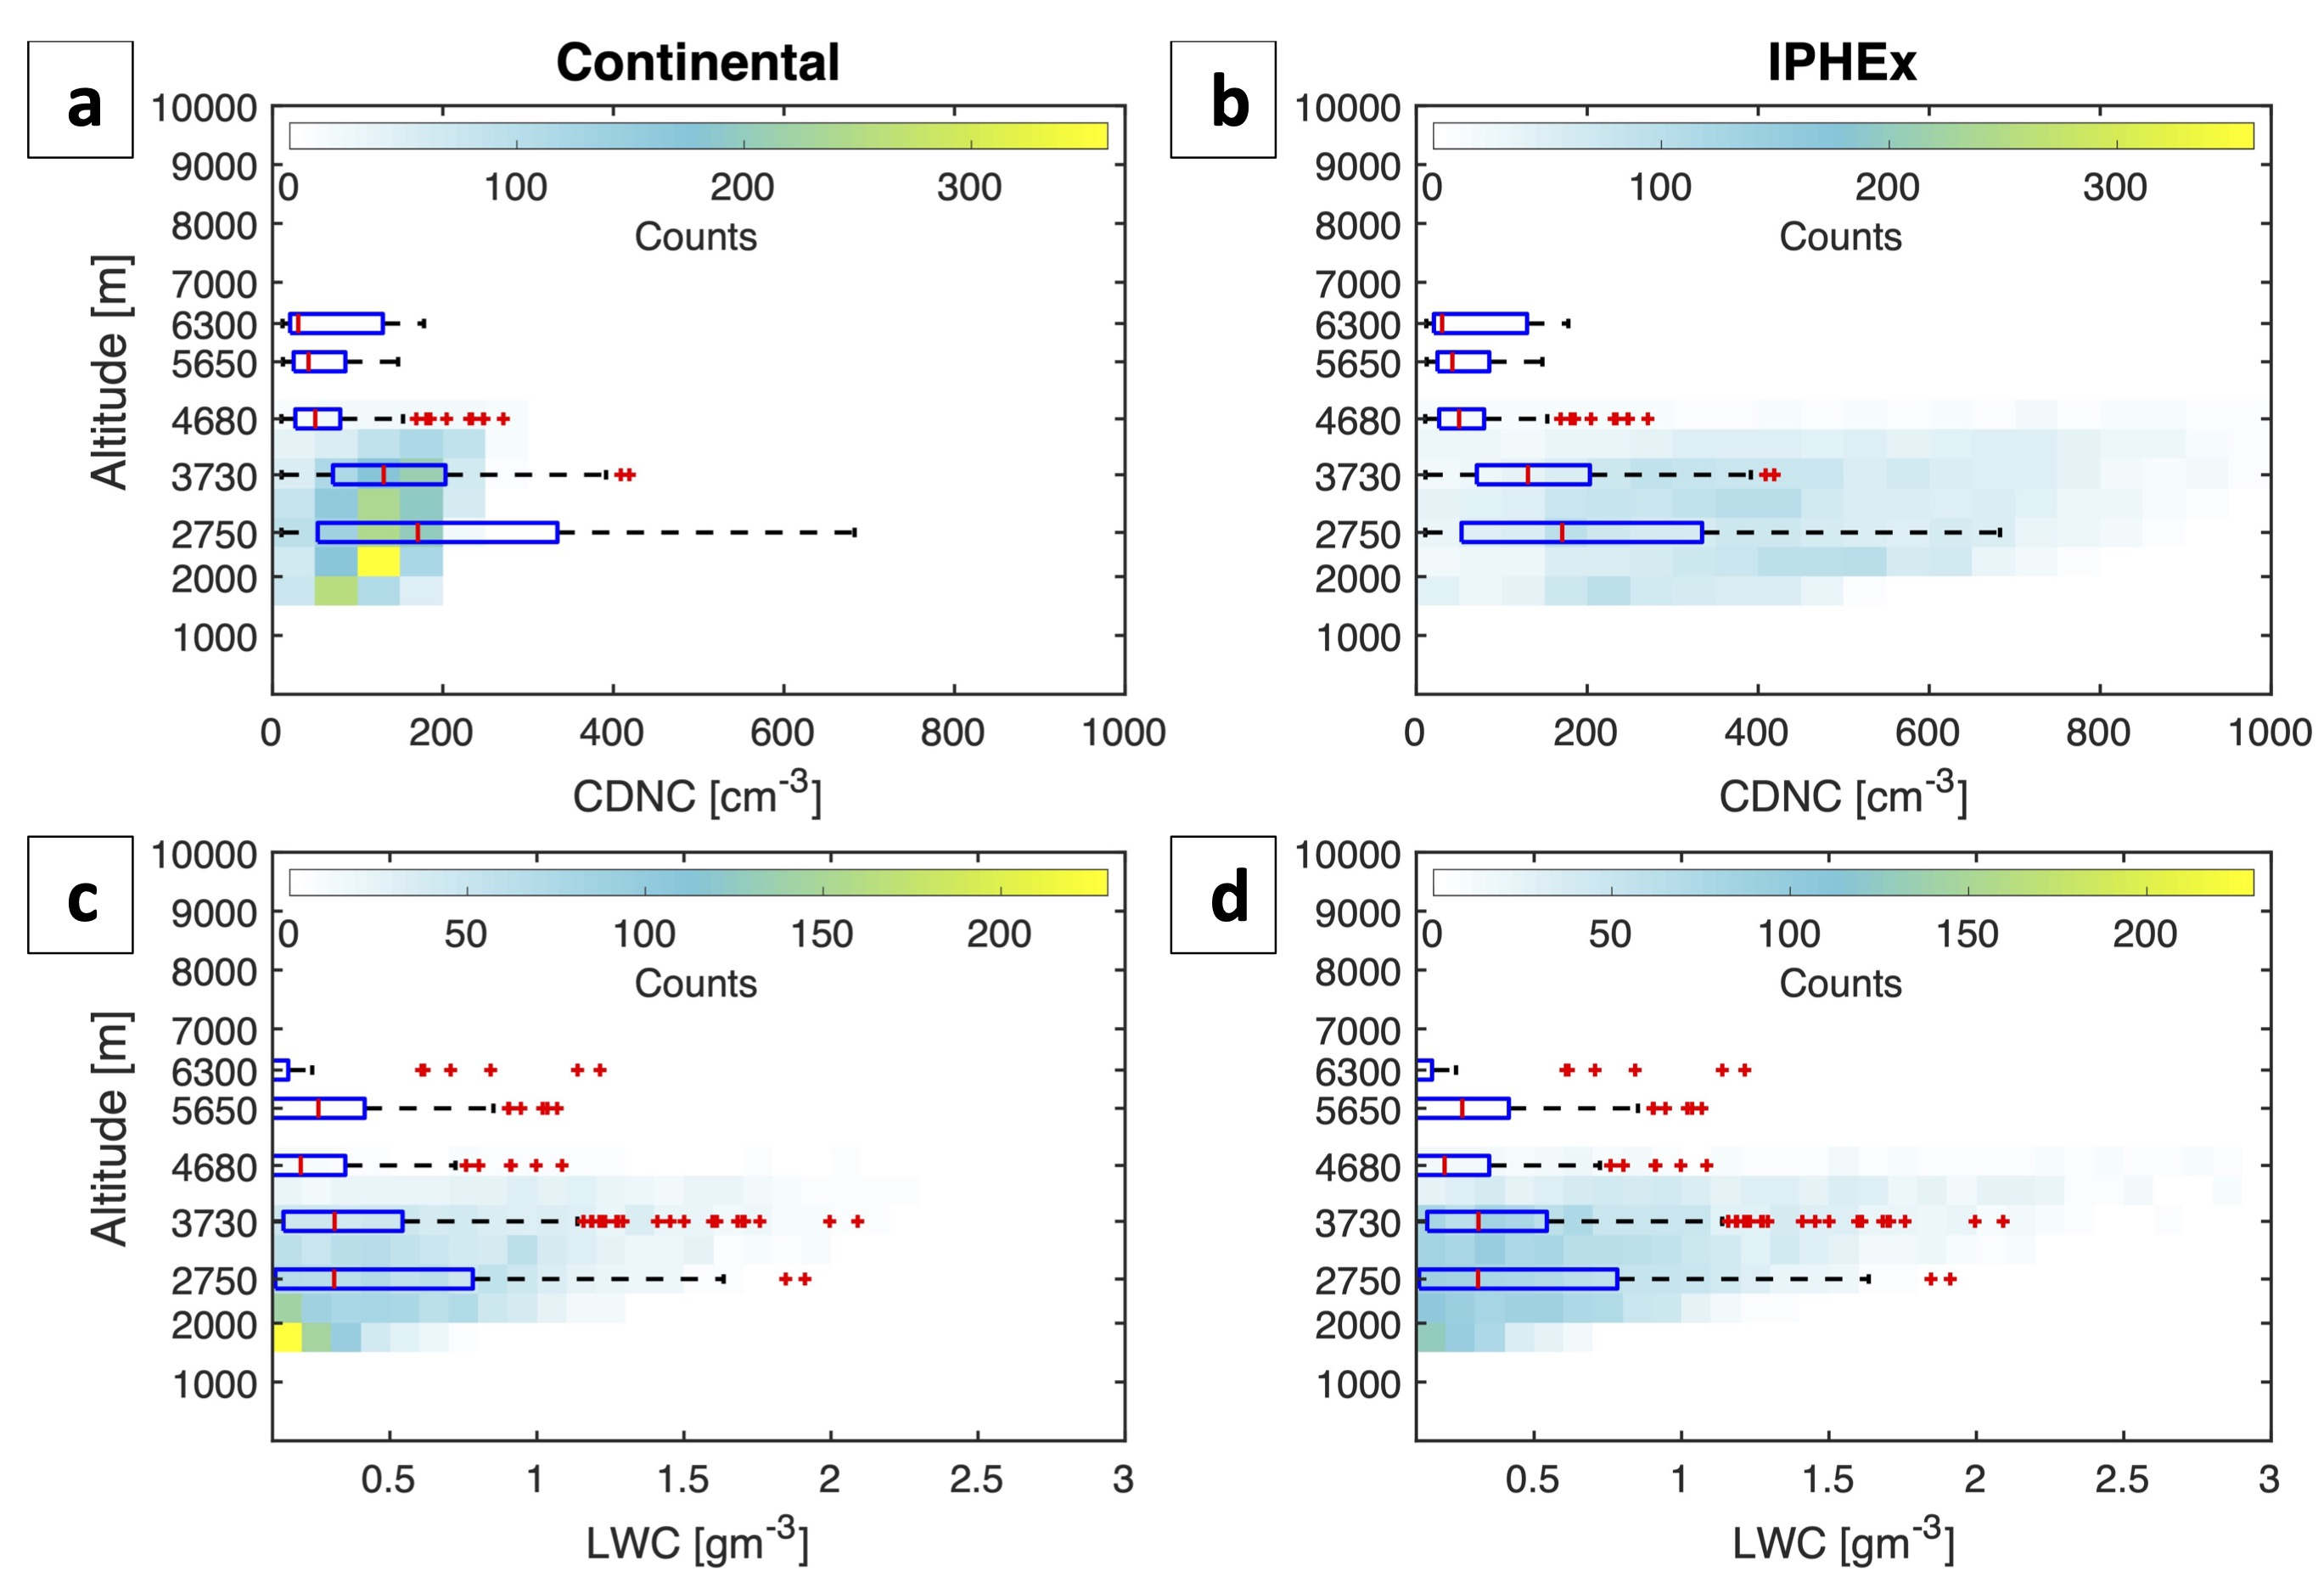 a
Continental
10000
9000
8000
7000
6300
5650
4680
3730
2750
2000
1000
Altitude [m]
0 100 200 300
Counts
0 200 400 600 800 1000
CDNC [cm-3]
b
IPHEx
10000
9000
8000
7000
6300
5650
4680
3730
2750
2000
1000
0 100 200 300
Counts
0 200 400 600 800 1000
CDNC [cm-3]
c
10000
9000
8000
7000
6300
5650
4680
3730
2750
2000
1000
Altitude [m]
0 50 100 150 200
Counts
0.5 1 1.5 2 2.5 3
LWC [gm-3]
d
10000
9000
8000
7000
6300
5650
4680
3730
2750
2000
1000
0 50 100 150 200
Counts
0.5 1 1.5 2 2.5 3
LWC [gm-3]